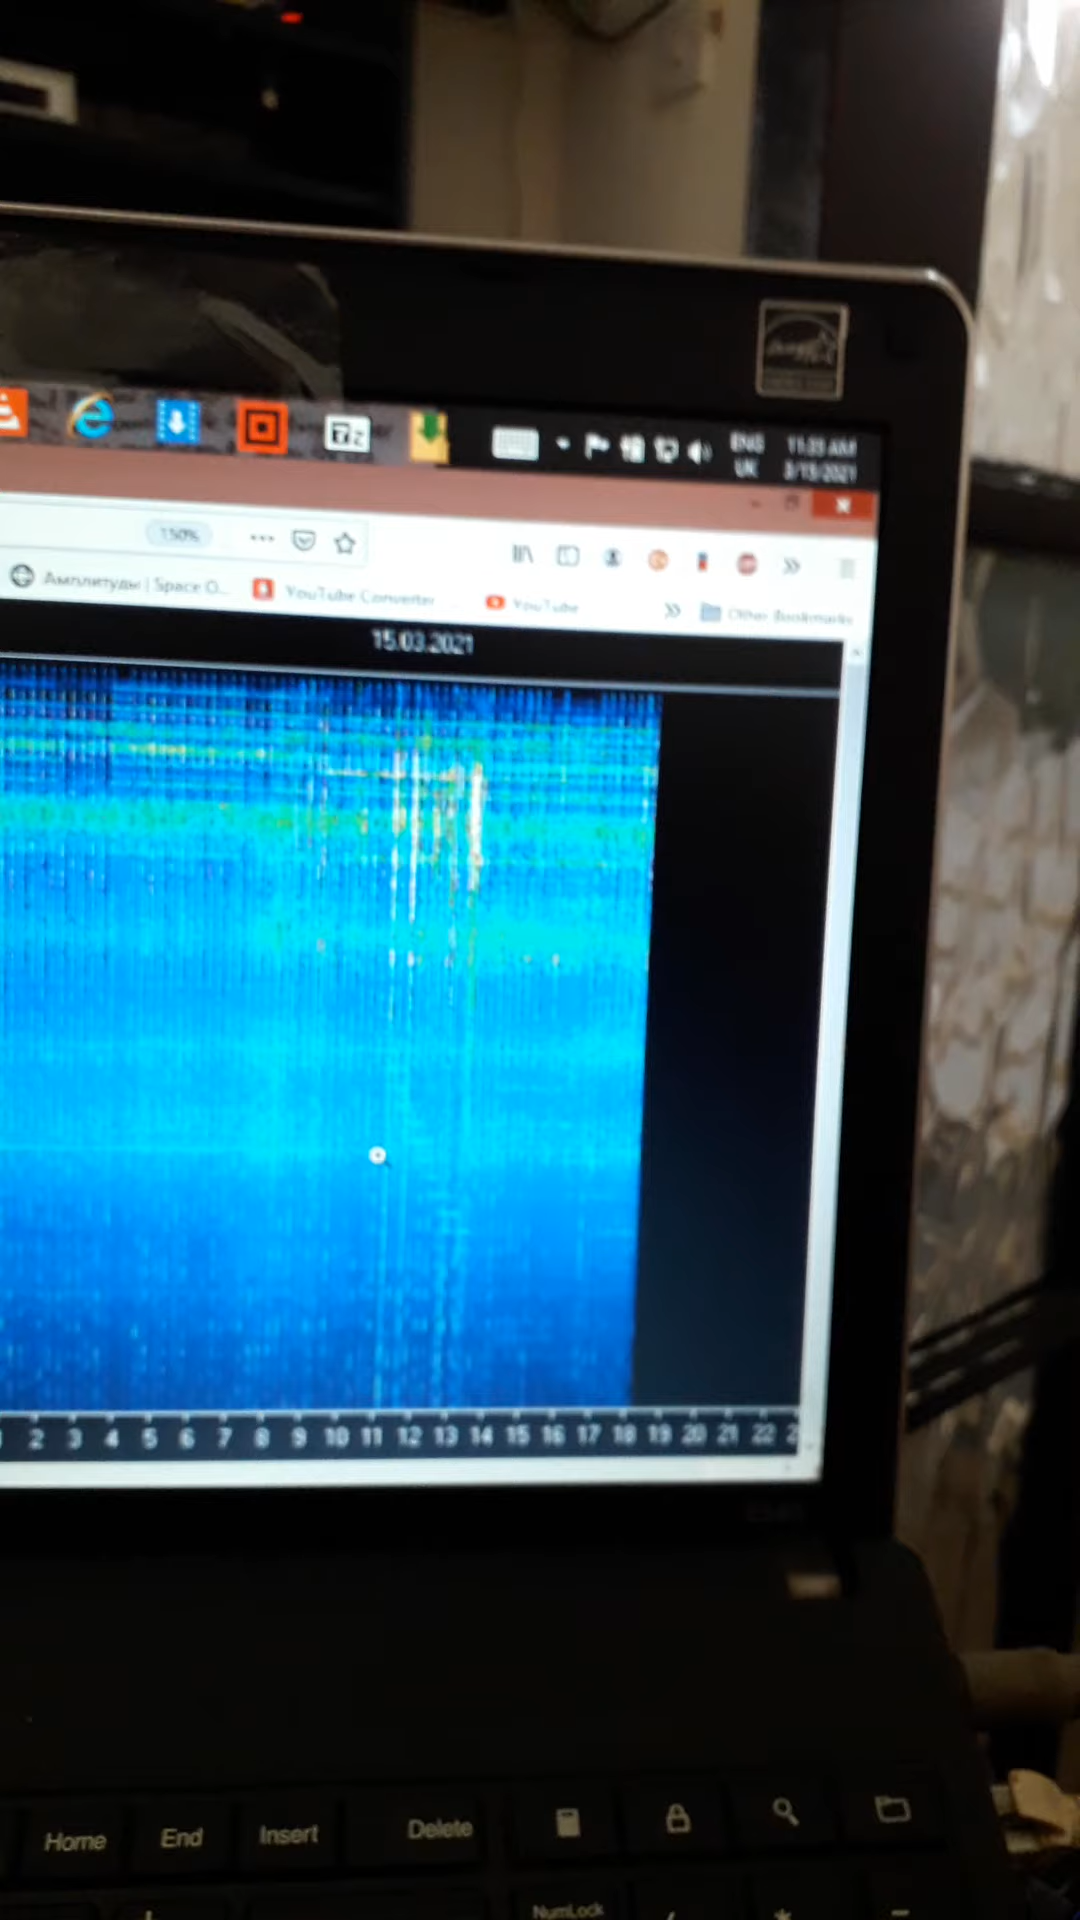 7z
ENG 11:33 AM
UK 3/15/2021
150%
Амплитуды | Space O...
YouTube Converter
YouTube
Other Bookmarks
15.03.2021
2 3 4 5 6 7 8 9 10 11 12 13 14 15 16 17 18 19 20 21 22 2
Home End Insert Delete
NumLock